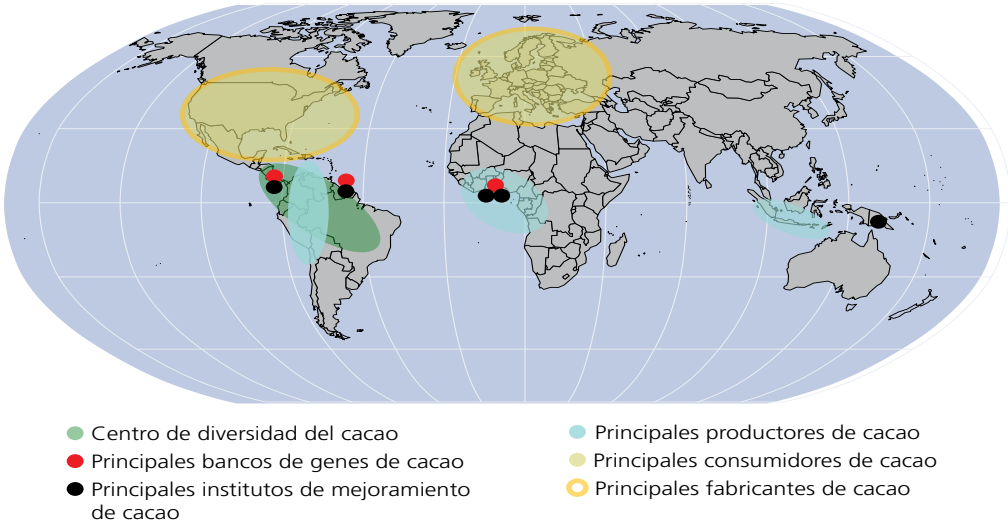 Centro de diversidad del cacao
Principales bancos de genes de cacao
Principales institutos de mejoramiento
de cacao
Principales productores de cacao
Principales consumidores de cacao
Principales fabricantes de cacao